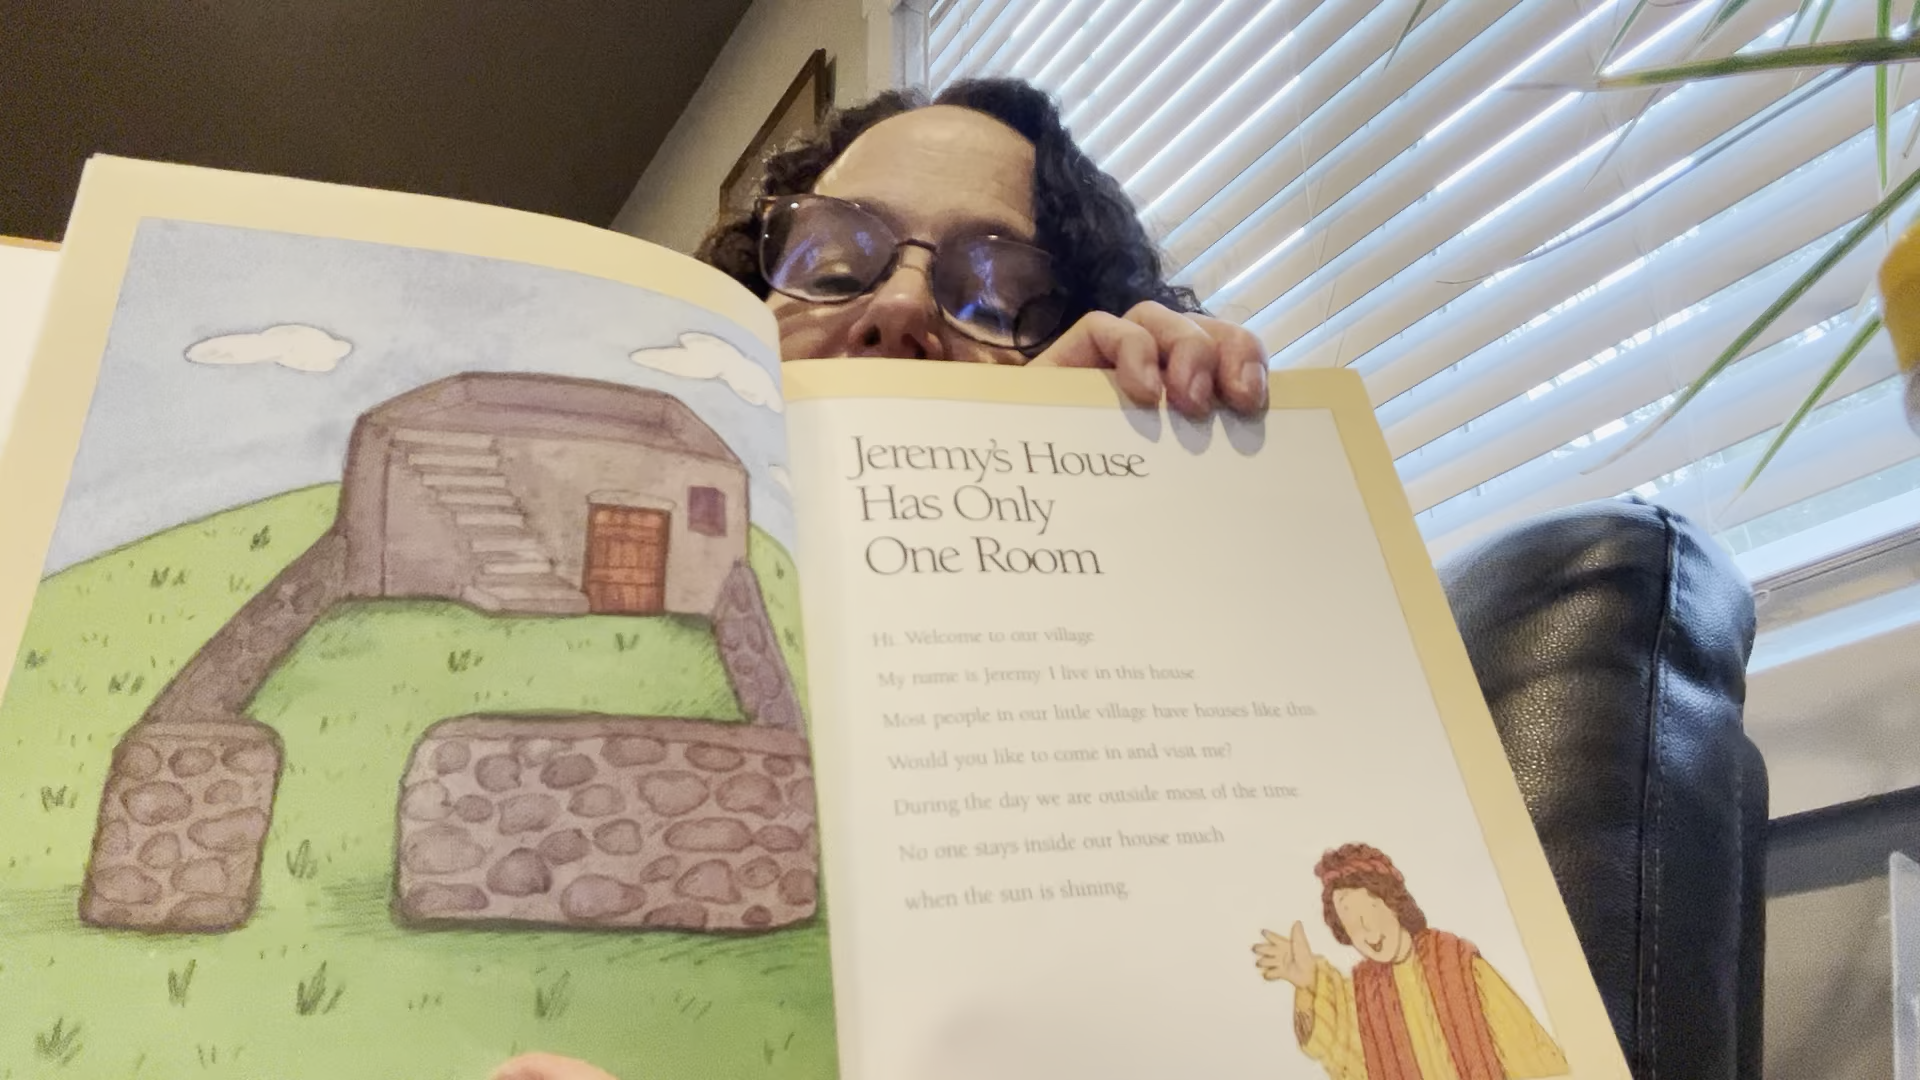 Jeremy's House
Has Only
One Room
Hi. Welcome to our village.
My name is Jeremy. I live in this house.
Most people in our little village have houses like this.
Would you like to come in and visit me?
During the day we are outside most of the time.
No one stays inside our house much
when the sun is shining.